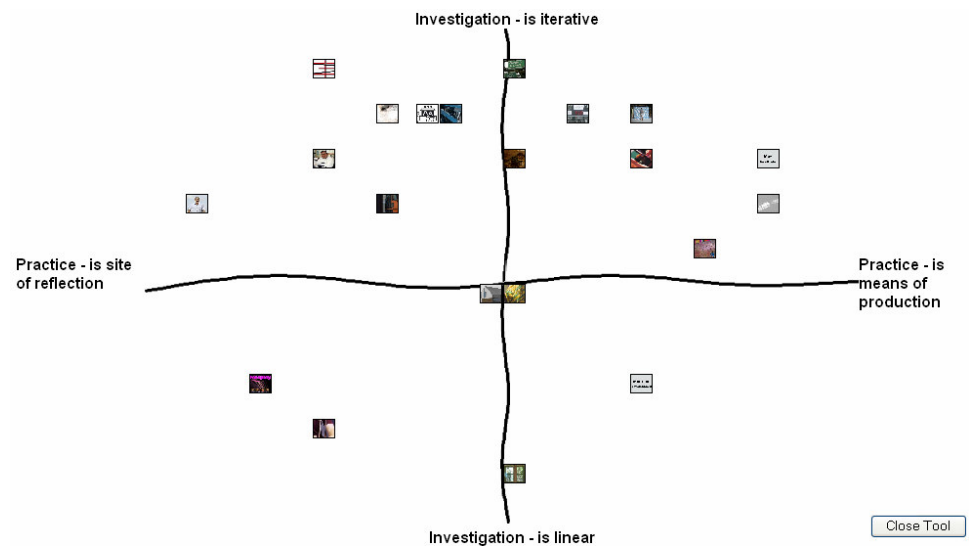 Investigation - is iterative
Practice - is site
of reflection
Practice - is
means of
production
Investigation - is linear
Close Tool